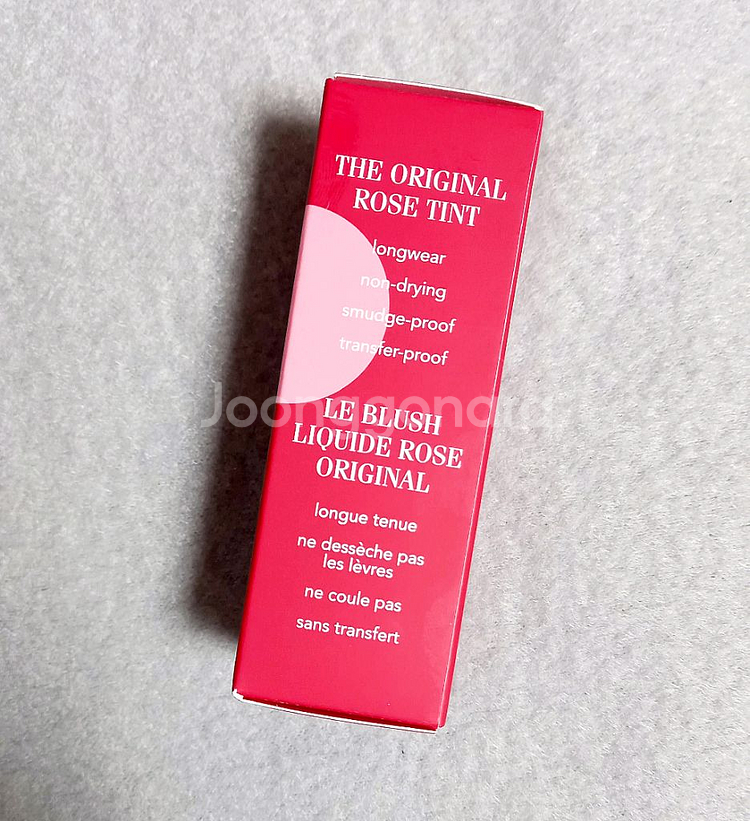 THE ORIGINAL
ROSE TINT
longwear
non-drying
smudge-proof
transfer-proof
Joonggonara
LE BLUSH
LIQUIDE ROSE
ORIGINAL
longue tenue
ne dessèche pas
les lèvres
ne coule pas
sans transfert